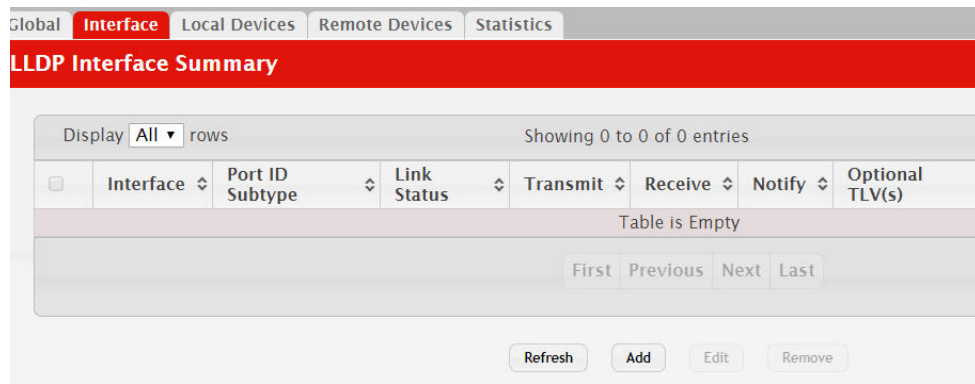 Global Interface Local Devices Remote Devices Statistics
LLDP Interface Summary
Display All rows Showing 0 to 0 of 0 entries
Interface Port ID Subtype Link Status Transmit Receive Notify Optional TLV(s)
Table is Empty
First Previous Next Last
Refresh Add Edit Remove